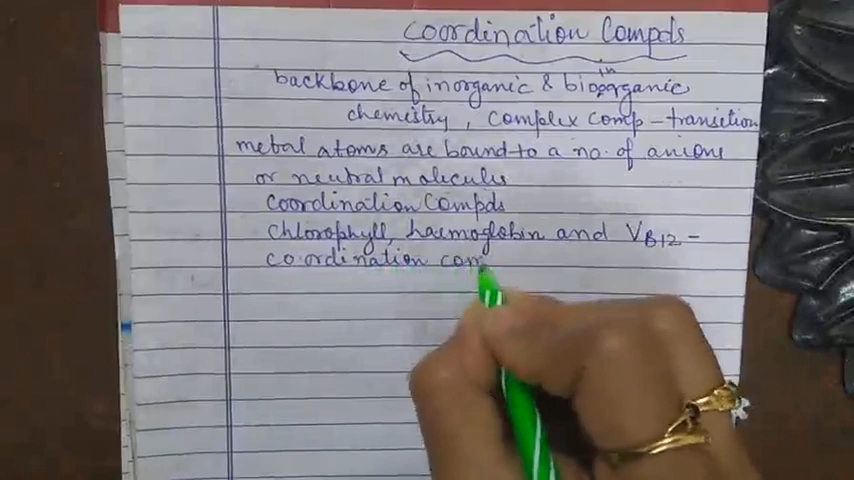 coordination Compds
backbone of inorganic & bioinorganic
chemistry, complex comp - transition
metal atoms are bound to a no. of anions
or neutral molecules
Coordination Compds
chlorophyll, haemoglobin and VB12 -
co.ordination com